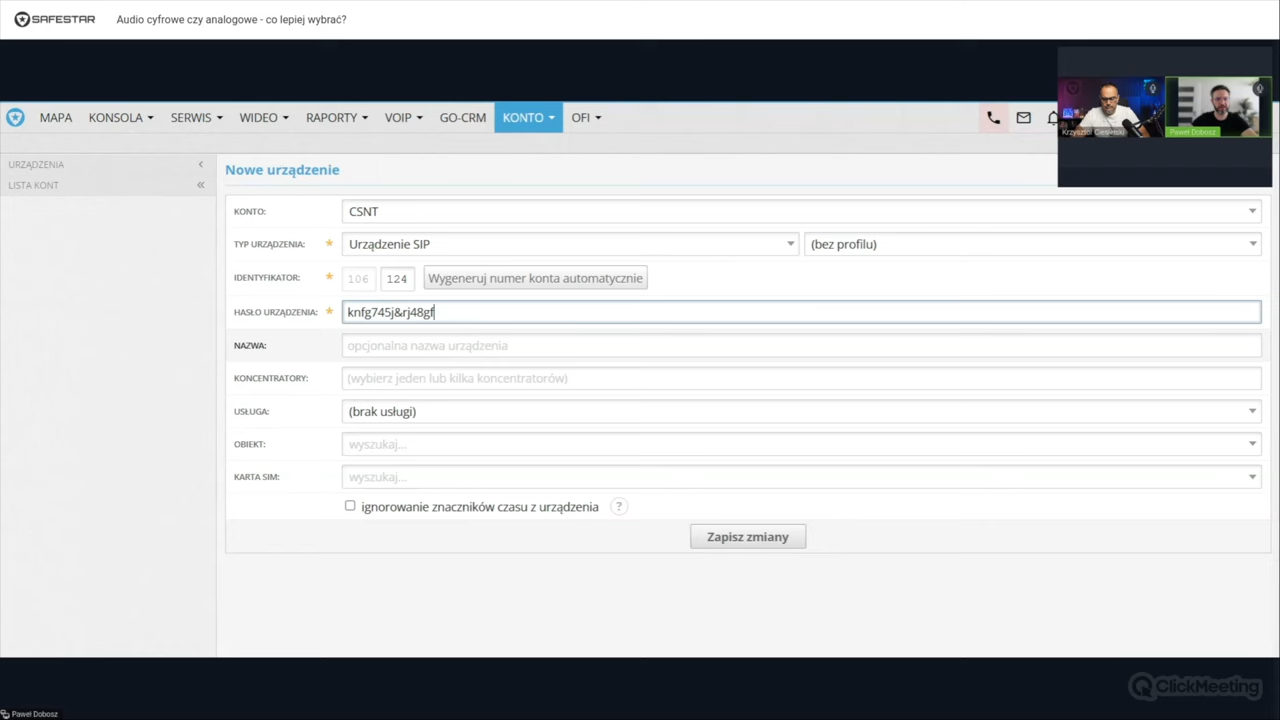 SAFESTAR Audio cyfrowe czy analogowe - co lepiej wybrać?
MAPA KONSOLA SERWIS WIDEO RAPORTY VOIP GO-CRM KONTO OFI
Krzysztof Ciesielski Paweł Dobosz
URZĄDZENIA
LISTA KONT
Nowe urządzenie
KONTO: CSNT
TYP URZĄDZENIA: * Urządzenie SIP (bez profilu)
IDENTYFIKATOR: * 106 124 Wygeneruj numer konta automatycznie
HASŁO URZĄDZENIA: * knfg745j&rj48gf
NAZWA: opcjonalna nazwa urządzenia
KONCENTRATORY: (wybierz jeden lub kilka koncentratorów)
USŁUGA: (brak usługi)
OBIEKT: wyszukaj...
KARTA SIM: wyszukaj...
ignorowanie znaczników czasu z urządzenia ?
Zapisz zmiany
ClickMeeting
Paweł Dobosz